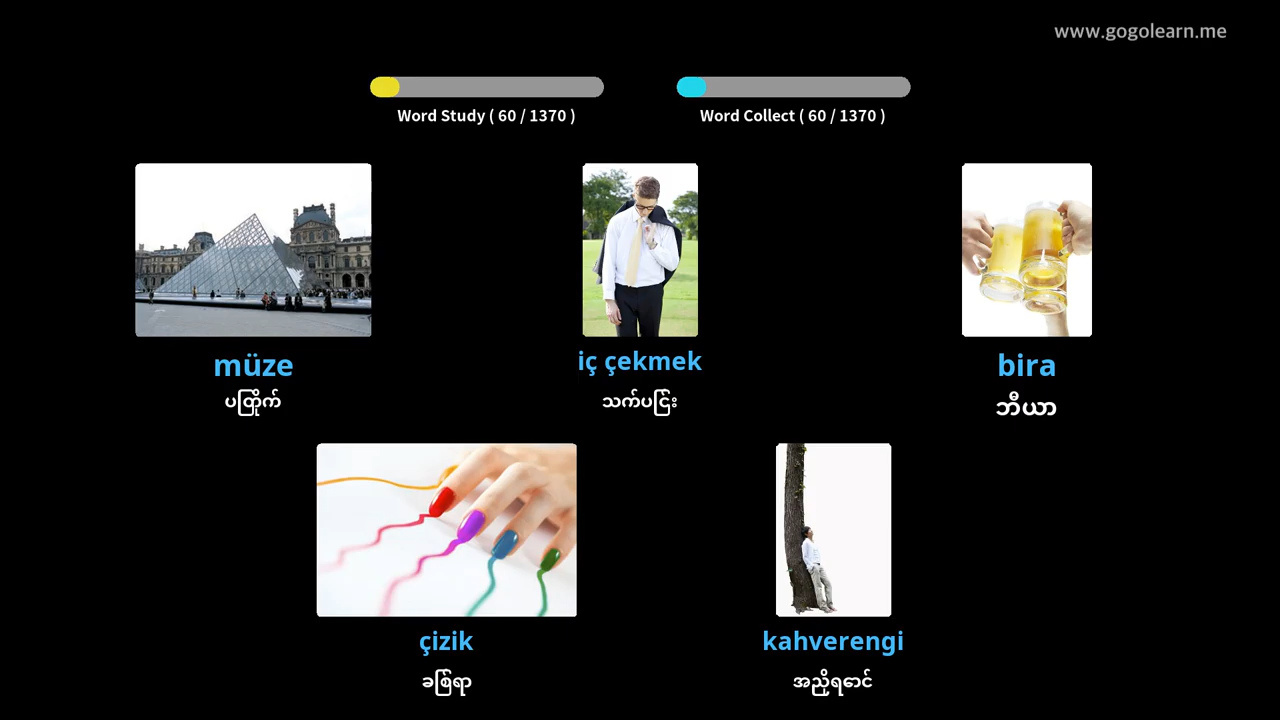 www.gogolearn.me
Word Study ( 60 / 1370 )
Word Collect ( 60 / 1370 )
müze
ပြတိုက်
iç çekmek
သက်ပြင်း
bira
ဘီယာ
çizik
ခြစ်ရာ
kahverengi
အညိုရောင်